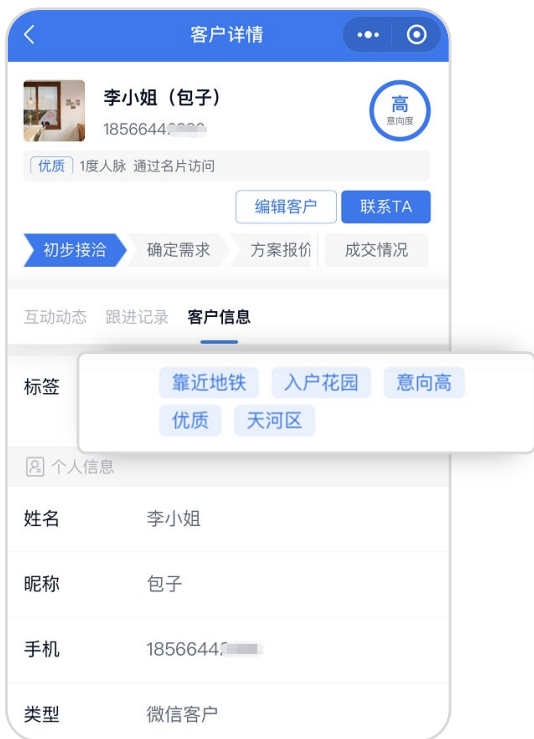 客户详情
李小姐（包子）
18566442
高
意向度
优质 1度人脉 通过名片访问
编辑客户 联系TA
初步接洽 确定需求 方案报价 成交情况
互动动态 跟进记录 客户信息
标签 靠近地铁 入户花园 意向高
优质 天河区
个人信息
姓名 李小姐
昵称 包子
手机 18566442
类型 微信客户